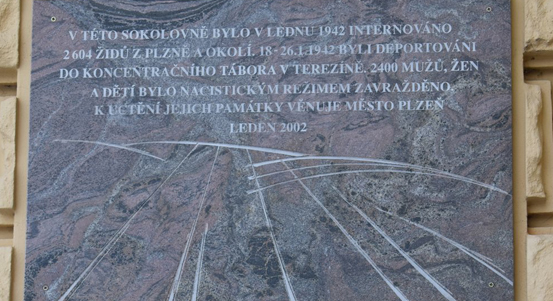 V TÉTO SOKOLOVNĚ BYLO V LEDNU 1942 INTERNOVÁNO
2 604 ŽIDŮ Z PLZNĚ A OKOLÍ. 18.-26.1.1942 BYLI DEPORTOVÁNI
DO KONCENTRAČNÍHO TÁBORA V TEREZÍNĚ. 2400 MUŽŮ, ŽEN
A DĚTÍ BYLO NACISTICKÝM REŽIMEM ZAVRAŽDĚNO.
K UCTĚNÍ JEJICH PAMÁTKY VĚNUJE MĚSTO PLZEŇ
LEDEN 2002